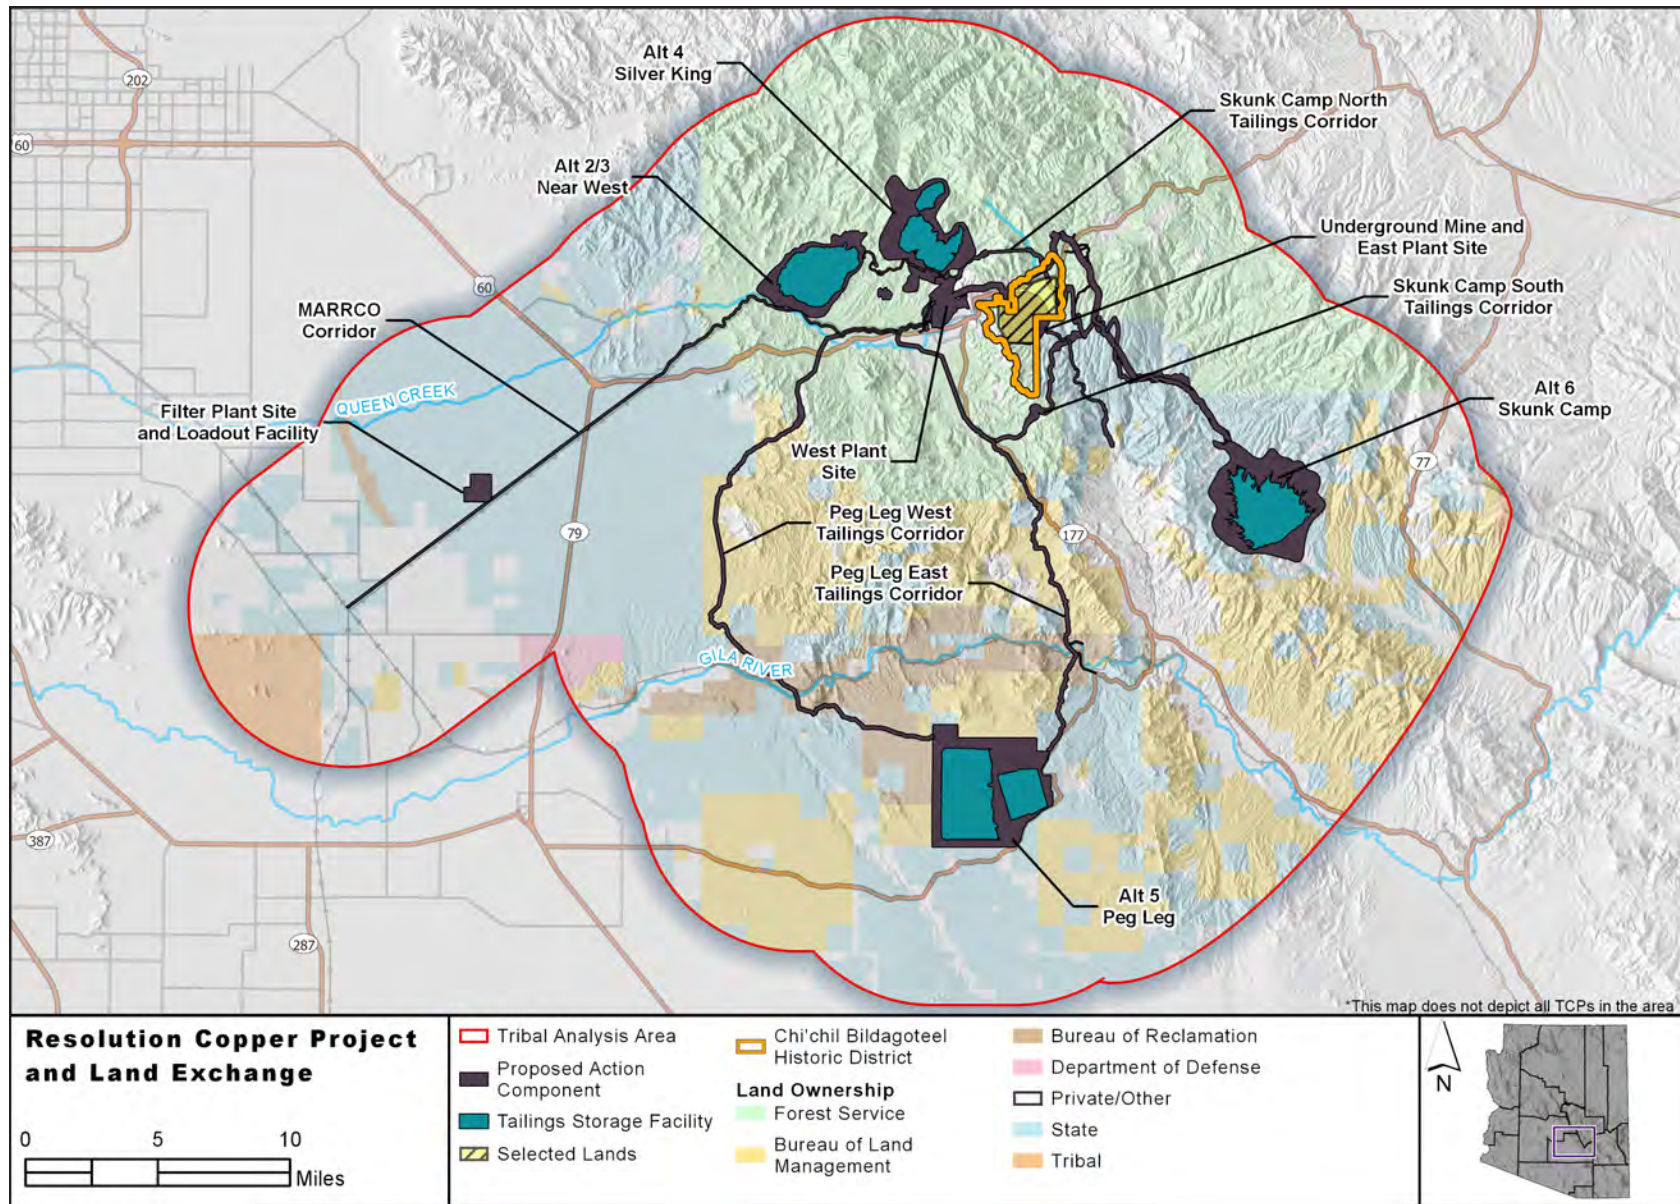 202
60
Alt 4
Silver King
Skunk Camp North
Tailings Corridor
Alt 2/3
Near West
Underground Mine and
East Plant Site
60
Skunk Camp South
Tailings Corridor
MARRCO
Corridor
QUEEN CREEK
Filter Plant Site
and Loadout Facility
Alt 6
Skunk Camp
West Plant
Site
77
Peg Leg West
Tailings Corridor
79
177
Peg Leg East
Tailings Corridor
GILA RIVER
387
Alt 5
Peg Leg
287
*This map does not depict all TCPs in the area
Resolution Copper Project
and Land Exchange
0 5 10
Miles
Tribal Analysis Area
Proposed Action
Component
Tailings Storage Facility
Selected Lands
Chi'chil Bildagoteel
Historic District
Land Ownership
Forest Service
Bureau of Land
Management
Bureau of Reclamation
Department of Defense
Private/Other
State
Tribal
N